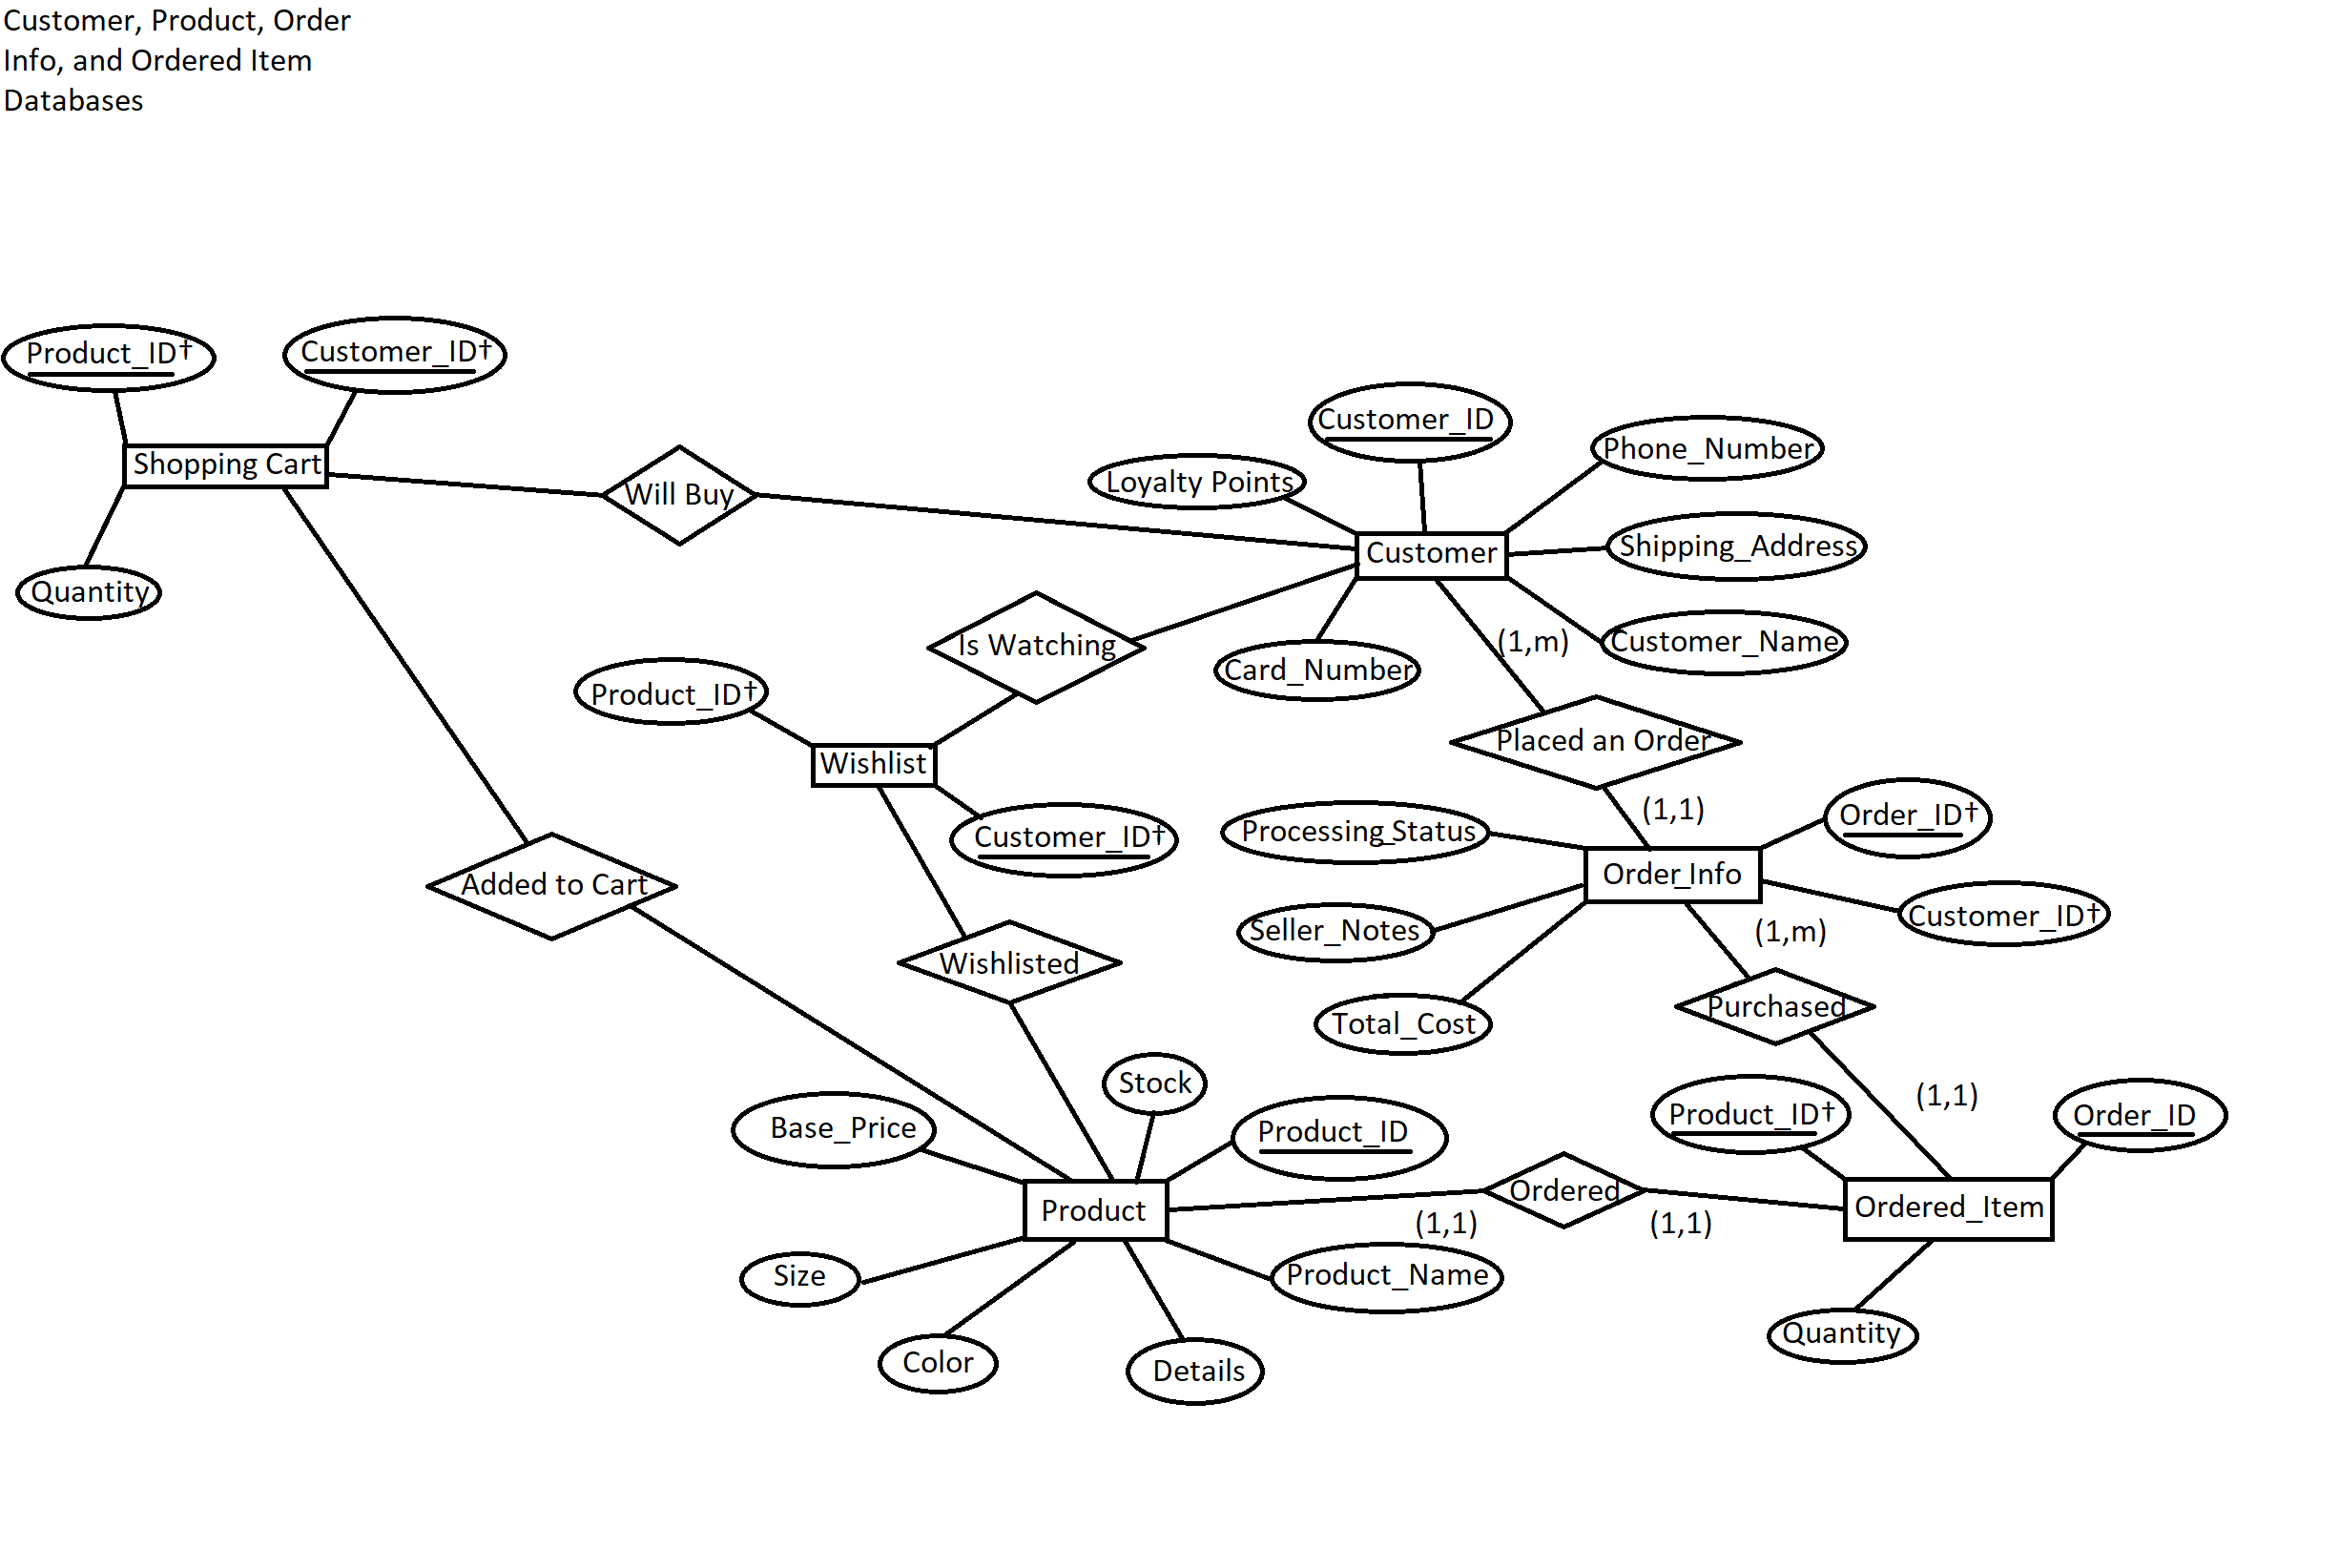 Customer, Product, Order
Info, and Ordered Item
Databases
Product_ID†
Customer_ID†
Shopping Cart
Quantity
Will Buy
Customer_ID
Loyalty Points
Phone_Number
Customer
Shipping_Address
Customer_Name
Card_Number
(1,m)
Is Watching
Product_ID†
Wishlist
Customer_ID†
Placed an Order
(1,1)
Processing_Status
Order_ID†
Order_Info
Customer_ID†
Seller_Notes
(1,m)
Total_Cost
Purchased
Added to Cart
Wishlisted
Stock
(1,1)
Base_Price
Product_ID
Product_ID†
Order_ID
Product
Ordered
Ordered_Item
(1,1)
(1,1)
Size
Product_Name
Color
Details
Quantity